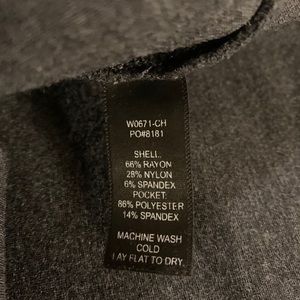 W0671-CH
PO#8181
SHELL:
66% RAYON
28% NYLON
6% SPANDEX
POCKET:
86% POLYESTER
14% SPANDEX
MACHINE WASH
COLD
LAY FLAT TO DRY.